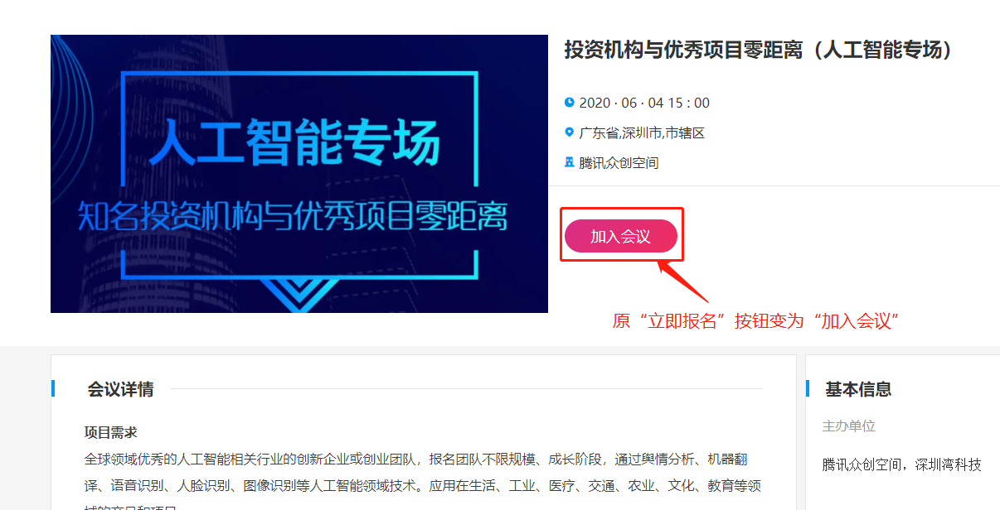 人工智能专场
知名投资机构与优秀项目零距离
投资机构与优秀项目零距离（人工智能专场）
2020 · 06 · 04 15 : 00
广东省,深圳市,市辖区
腾讯众创空间
加入会议
原“立即报名”按钮变为“加入会议”
会议详情
项目需求
全球领域优秀的人工智能相关行业的创新企业或创业团队，报名团队不限规模、成长阶段，通过舆情分析、机器翻
译、语音识别、人脸识别、图像识别等人工智能领域技术。应用在生活、工业、医疗、交通、农业、文化、教育等领
域的产品和项目
基本信息
主办单位
腾讯众创空间，深圳湾科技